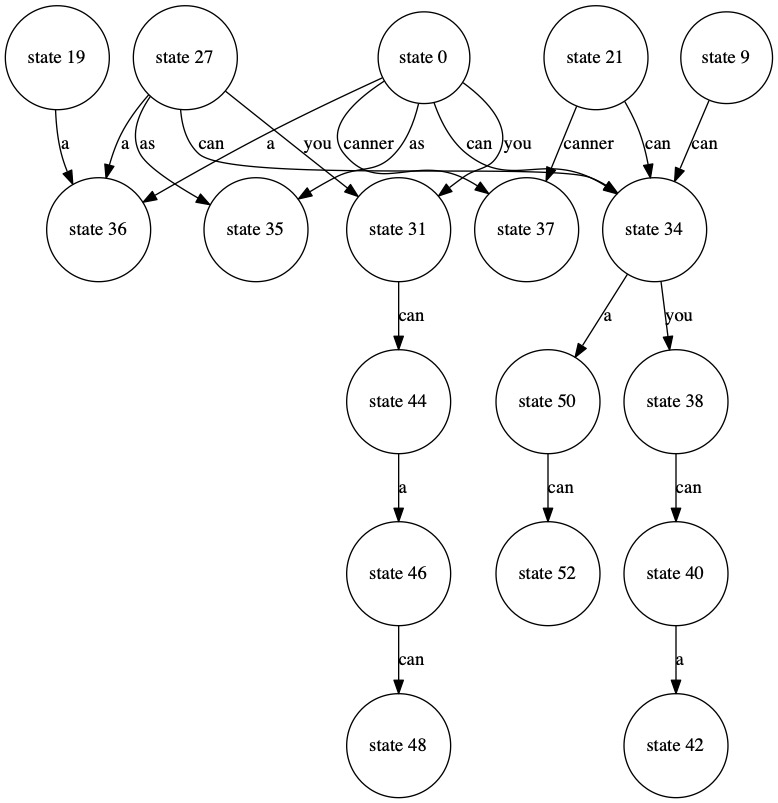 state 19 state 27 state 0 state 21 state 9
a a as can you a canner as can you canner can can
state 36 state 35 state 31 state 37 state 34
can a you
state 44 state 50 state 38
a can can
state 46 state 52 state 40
can a
state 48 state 42